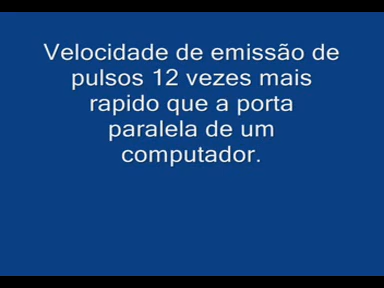 Velocidade de emissão de
pulsos 12 vezes mais
rapido que a porta
paralela de um
computador.